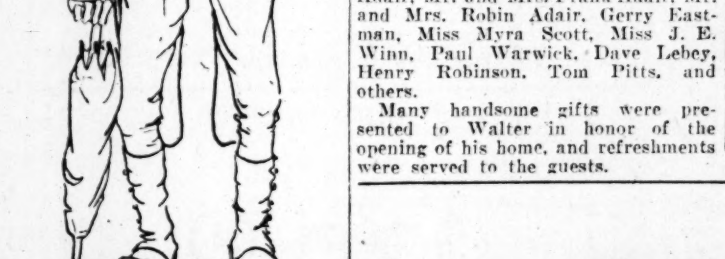 and Mrs. Robin Adair. Gerry East-
man, Miss Myra Scott, Miss J. E.
Winn, Paul Warwick, Dave Lebey,
Henry Robinson, Tom Pitts, and
others.
Many handsome gifts were pre-
sented to Walter in honor of the
opening of his home, and refreshments
were served to the guests.